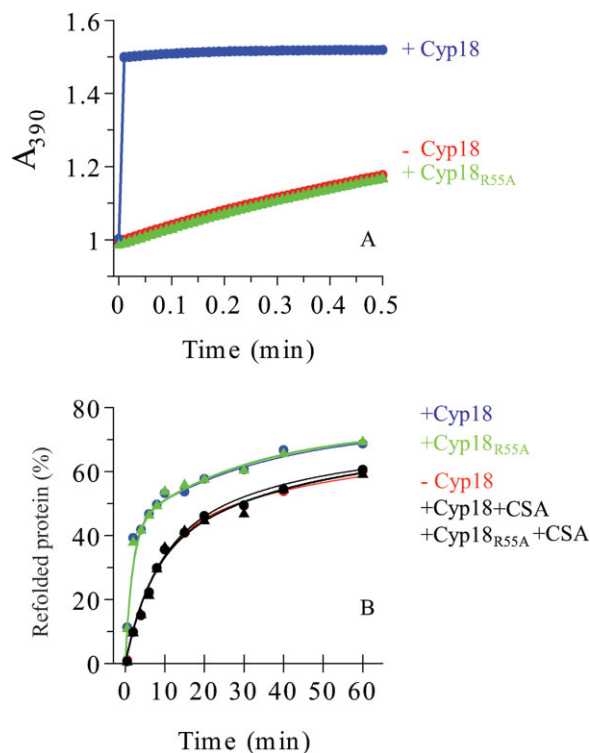 1.6
1.4
1.2
1
A390
+ Cyp18
- Cyp18
+ Cyp18R55A
A
0 0.1 0.2 0.3 0.4 0.5
Time (min)
80
60
40
20
0
Refolded protein (%)
+Cyp18
+Cyp18R55A
- Cyp18
+Cyp18+CSA
+Cyp18R55A +CSA
B
0 10 20 30 40 50 60
Time (min)